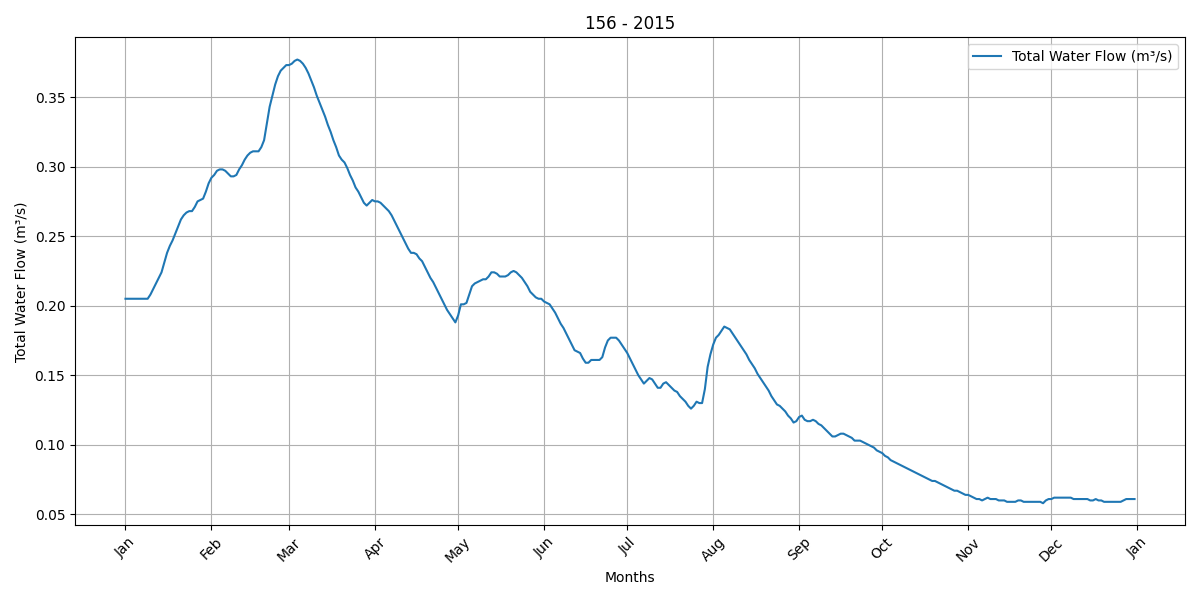 156 - 2015
Total Water Flow (m³/s)
Total Water Flow (m³/s)
0.35
0.30
0.25
0.20
0.15
0.10
0.05
Jan Feb Mar Apr May Jun Jul Aug Sep Oct Nov Dec Jan
Months